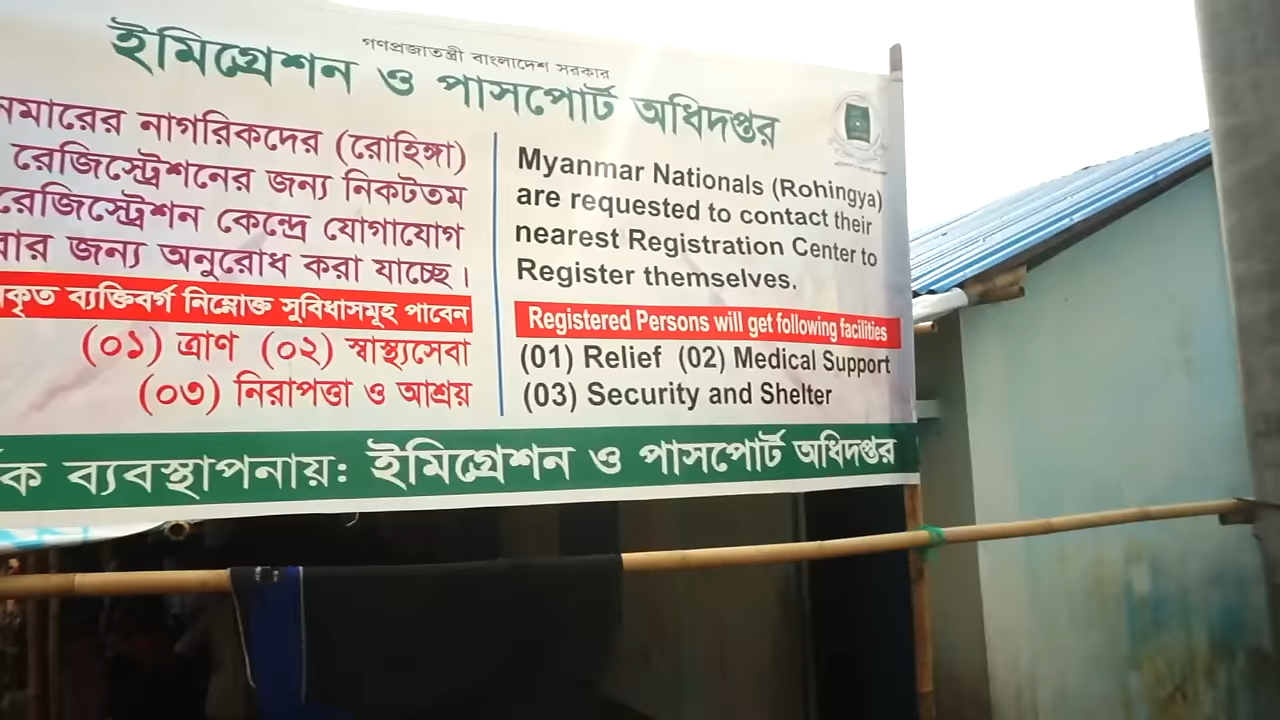 গণপ্রজাতন্ত্রী বাংলাদেশ সরকার
ইমিগ্রেশন ও পাসপোর্ট অধিদপ্তর
নমারের নাগরিকদের (রোহিঙ্গা)
রেজিস্ট্রেশনের জন্য নিকটতম
রেজিস্ট্রেশন কেন্দ্রে যোগাযোগ
বার জন্য অনুরোধ করা যাচ্ছে।
কৃত ব্যক্তিবর্গ নিম্নোক্ত সুবিধাসমূহ পাবেন
(০১) ত্রাণ (০২) স্বাস্থ্যসেবা
(০৩) নিরাপত্তা ও আশ্রয়
Myanmar Nationals (Rohingya)
are requested to contact their
nearest Registration Center to
Register themselves.
Registered Persons will get following facilities
(01) Relief (02) Medical Support
(03) Security and Shelter
ক ব্যবস্থাপনায়: ইমিগ্রেশন ও পাসপোর্ট অধিদপ্তর